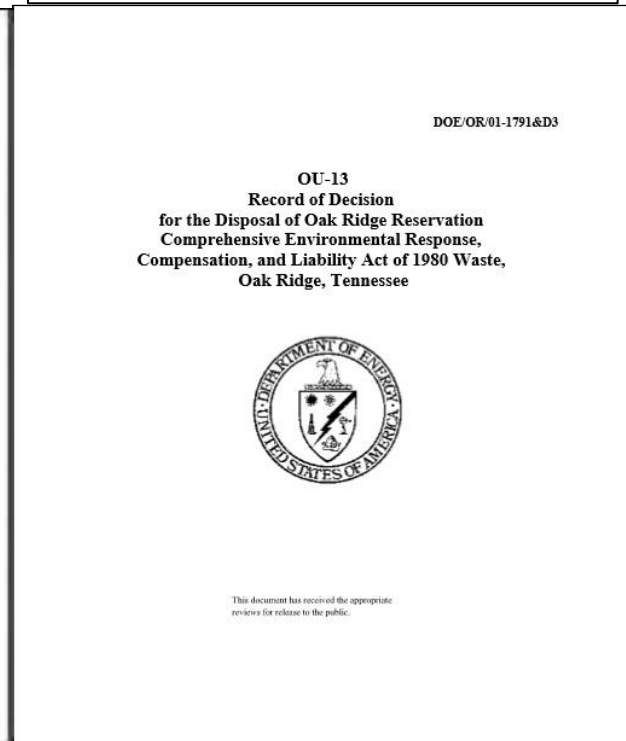 DOE/OR/01-1791&D3
OU-13
Record of Decision
for the Disposal of Oak Ridge Reservation
Comprehensive Environmental Response,
Compensation, and Liability Act of 1980 Waste,
Oak Ridge, Tennessee
DEPARTMENT OF ENERGY
UNITED STATES OF AMERICA
This document has received the appropriate
reviews for release to the public.